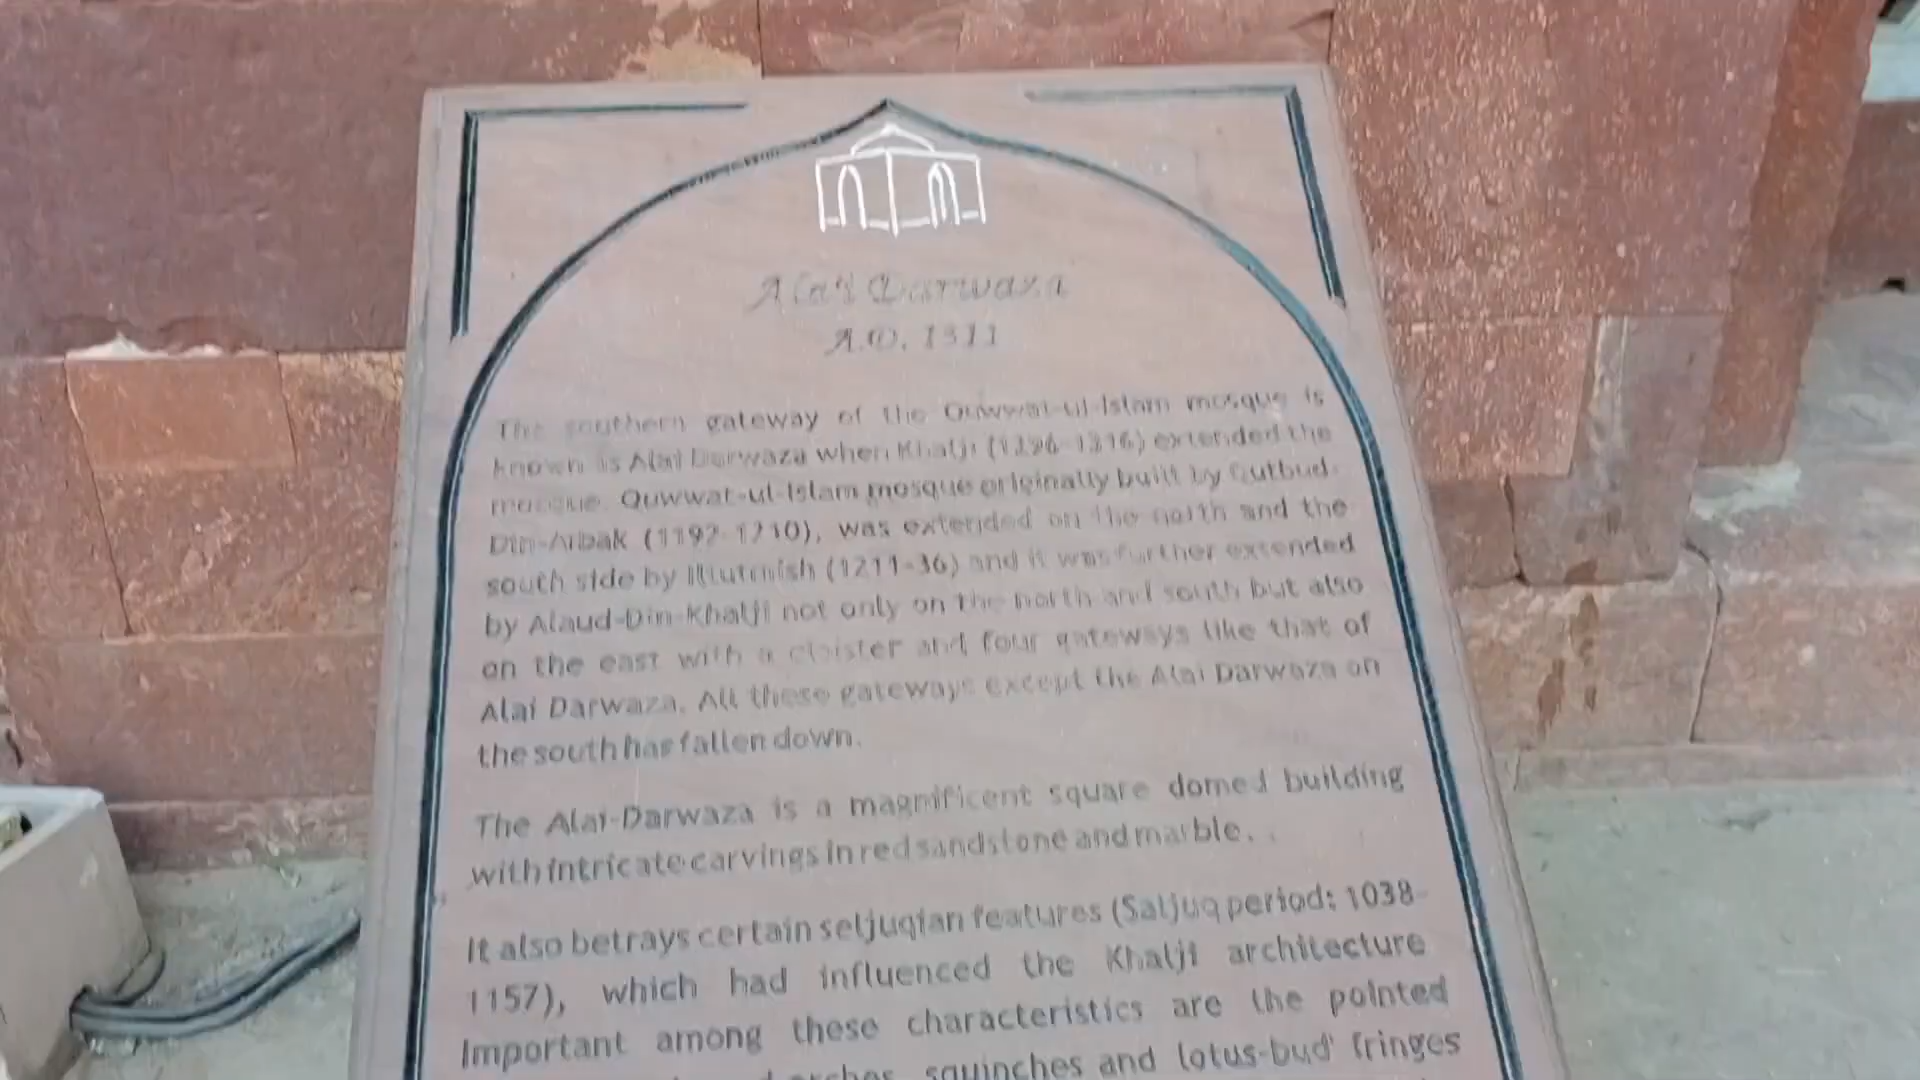 Alai Darwaza
A.D. 1311
The southern gateway of the Quwwat-ul-Islam mosque is
known as Alai Darwaza when Khalji (1296-1316) extended the
mosque. Quwwat-ul-Islam mosque originally built by Qutbud-
Din-Aibak (1192-1210), was extended on the north and the
south side by Iltutmish (1211-36) and it was further extended
by Alaud-Din-Khalji not only on the north and south but also
on the east with a cloister and four gateways like that of
Alai Darwaza. All these gateways except the Alai Darwaza on
the south has fallen down.
The Alai-Darwaza is a magnificent square domed building
with intricate carvings in red sandstone and marble.
It also betrays certain seljuqian features (Saljuq period: 1038-
1157), which had influenced the Khalji architecture
Important among these characteristics are the pointed
arches, squinches and lotus-bud' fringes